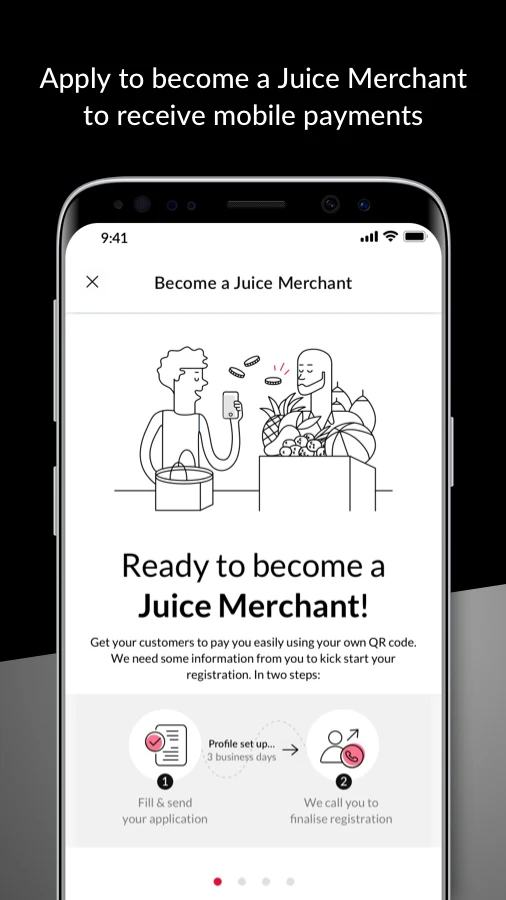 Apply to become a Juice Merchant
to receive mobile payments
9:41
Become a Juice Merchant
Ready to become a
Juice Merchant!
Get your customers to pay you easily using your own QR code.
We need some information from you to kick start your
registration. In two steps:
Profile set up...
3 business days
1
2
Fill & send
your application
We call you to
finalise registration